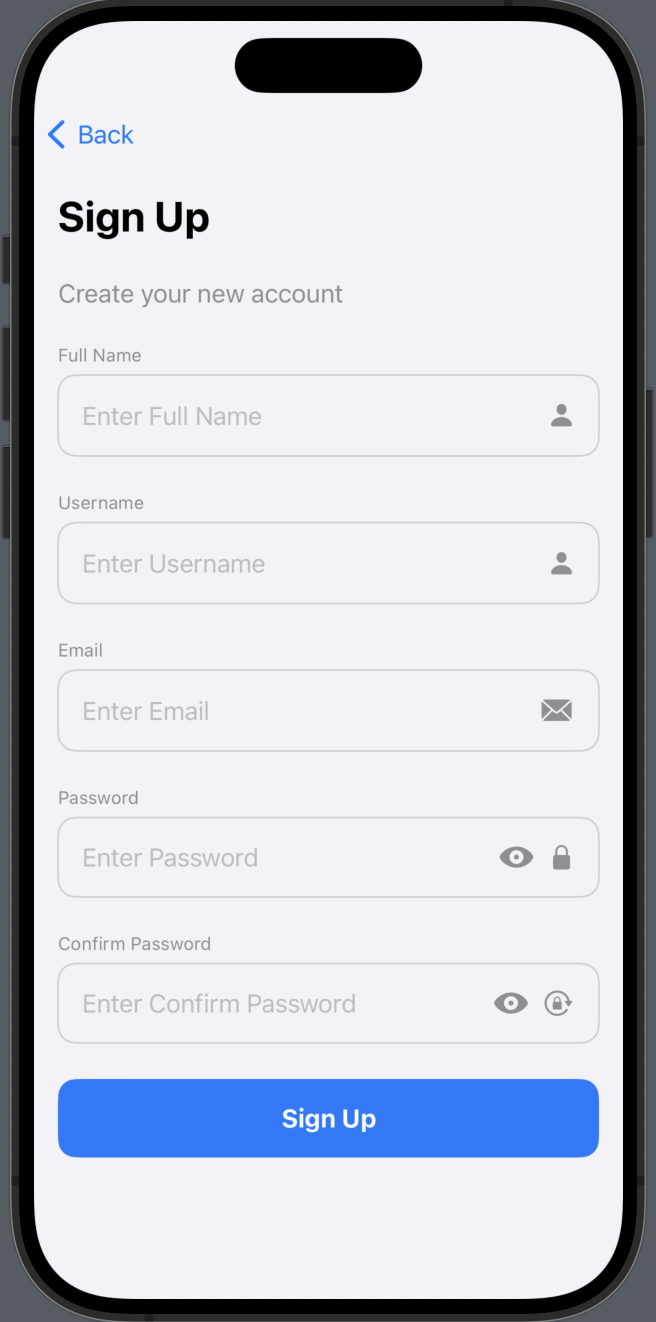 Back
Sign Up
Create your new account
Full Name
Enter Full Name
Username
Enter Username
Email
Enter Email
Password
Enter Password
Confirm Password
Enter Confirm Password
Sign Up